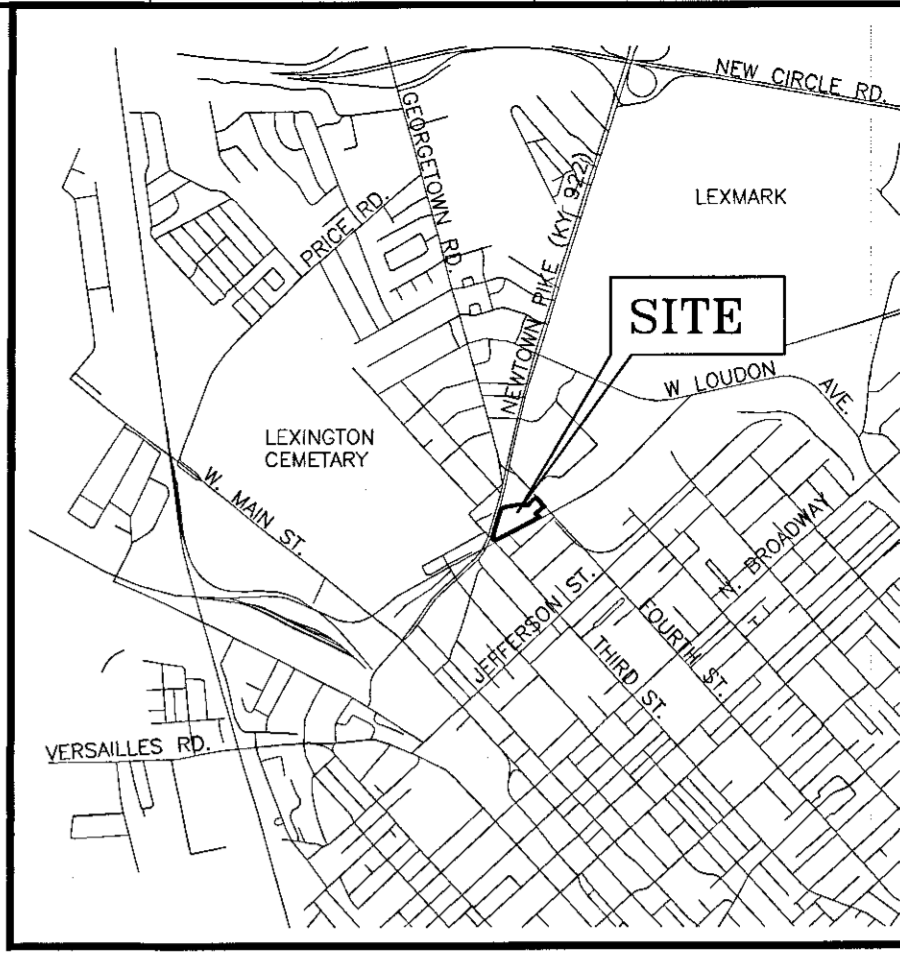 NEW CIRCLE RD.
GEORGETOWN RD.
NEWTOWN PIKE (KY 922)
LEXMARK
PRICE RD.
SITE
W LOUDON AVE.
LEXINGTON
CEMETARY
W. MAIN ST.
N. BROADWAY
JEFFERSON ST.
FOURTH ST.
THIRD ST.
VERSAILLES RD.